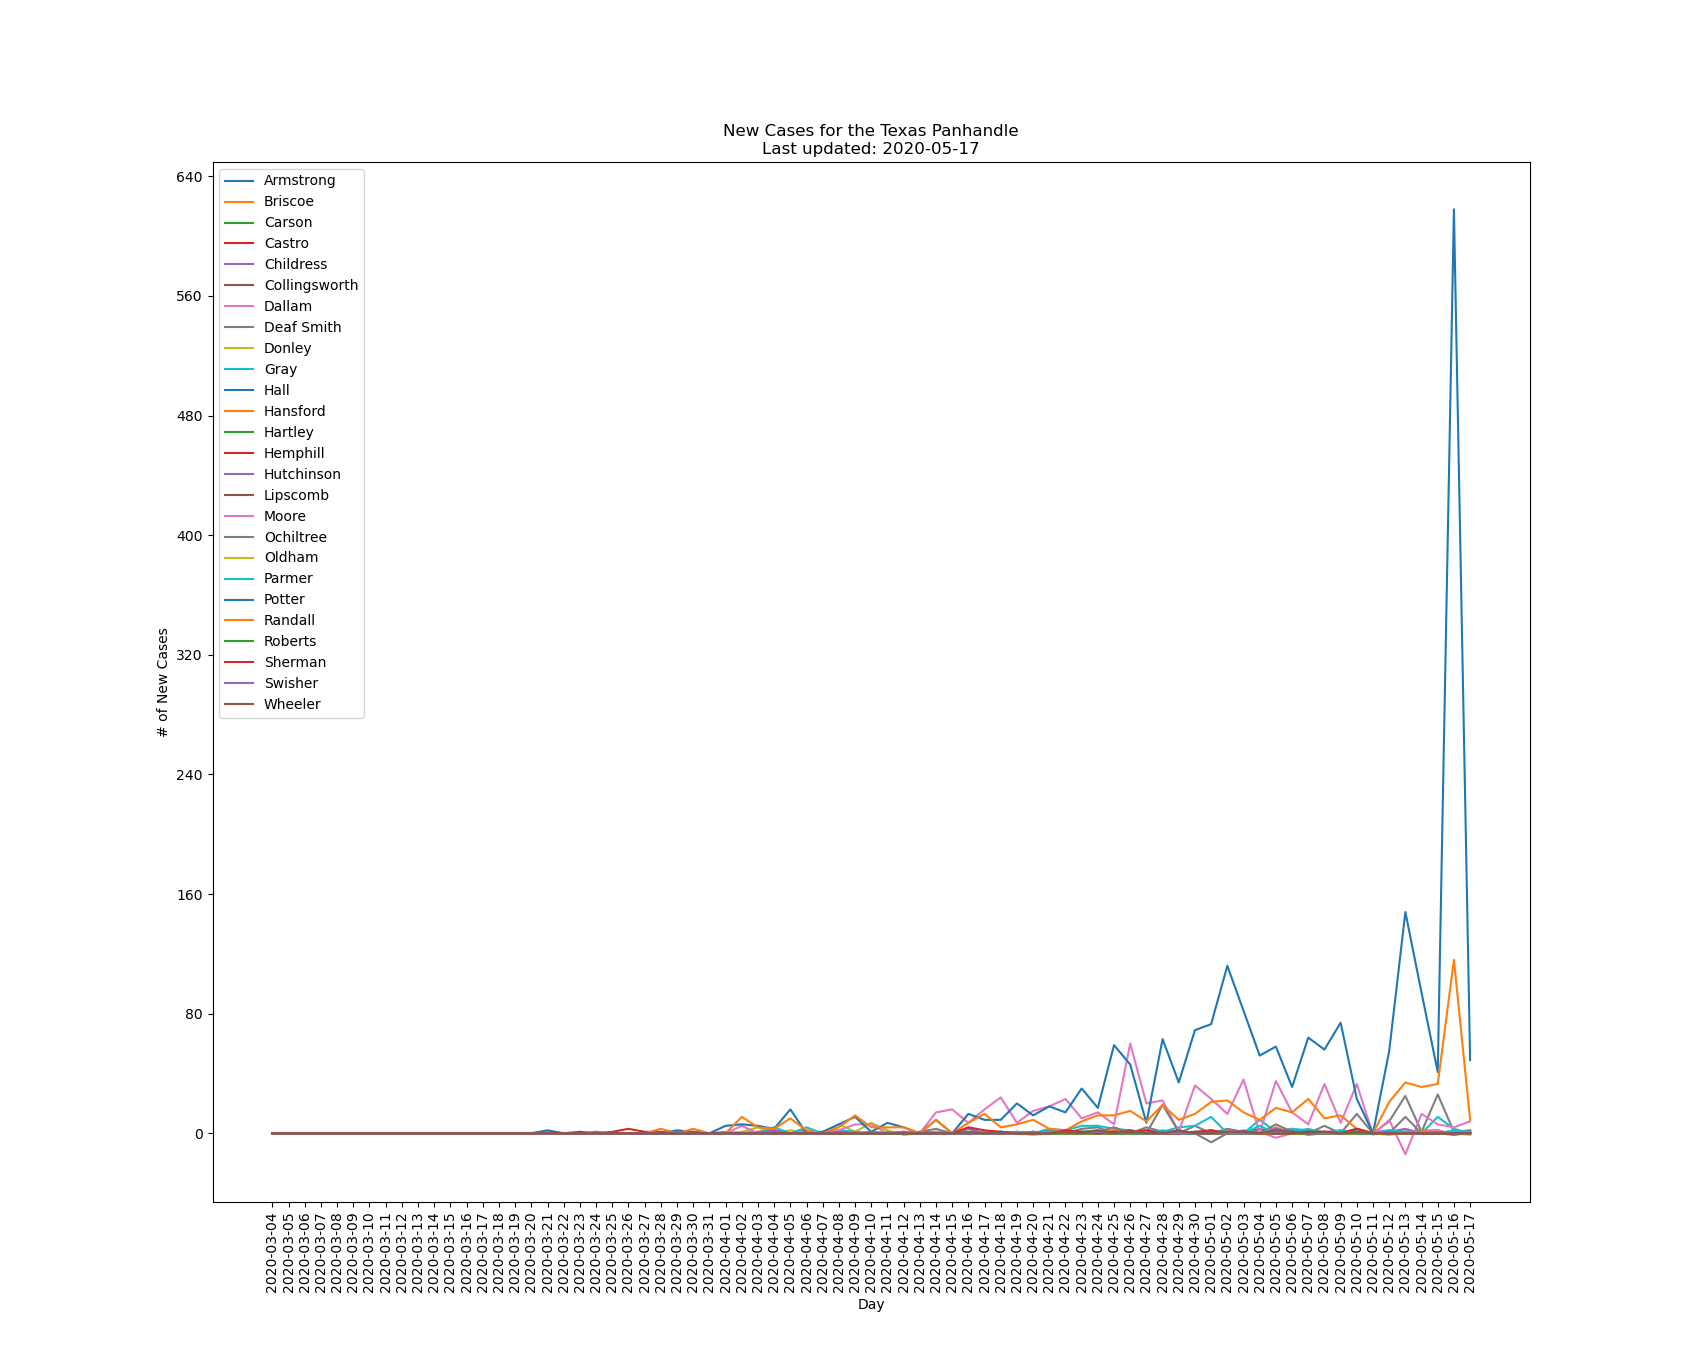 New Cases for the Texas Panhandle
Last updated: 2020-05-17
640
560
480
400
320
240
160
80
0
# of New Cases
Armstrong
Briscoe
Carson
Castro
Childress
Collingsworth
Dallam
Deaf Smith
Donley
Gray
Hall
Hansford
Hartley
Hemphill
Hutchinson
Lipscomb
Moore
Ochiltree
Oldham
Parmer
Potter
Randall
Roberts
Sherman
Swisher
Wheeler
2020-03-04
2020-03-05
2020-03-06
2020-03-07
2020-03-08
2020-03-09
2020-03-10
2020-03-11
2020-03-12
2020-03-13
2020-03-14
2020-03-15
2020-03-16
2020-03-17
2020-03-18
2020-03-19
2020-03-20
2020-03-21
2020-03-22
2020-03-23
2020-03-24
2020-03-25
2020-03-26
2020-03-27
2020-03-28
2020-03-29
2020-03-30
2020-03-31
2020-04-01
2020-04-02
2020-04-03
2020-04-04
2020-04-05
2020-04-06
2020-04-07
2020-04-08
2020-04-09
2020-04-10
2020-04-11
2020-04-12
2020-04-13
2020-04-14
2020-04-15
2020-04-16
2020-04-17
2020-04-18
2020-04-19
2020-04-20
2020-04-21
2020-04-22
2020-04-23
2020-04-24
2020-04-25
2020-04-26
2020-04-27
2020-04-28
2020-04-29
2020-04-30
2020-05-01
2020-05-02
2020-05-03
2020-05-04
2020-05-05
2020-05-06
2020-05-07
2020-05-08
2020-05-09
2020-05-10
2020-05-11
2020-05-12
2020-05-13
2020-05-14
2020-05-15
2020-05-16
2020-05-17
Day